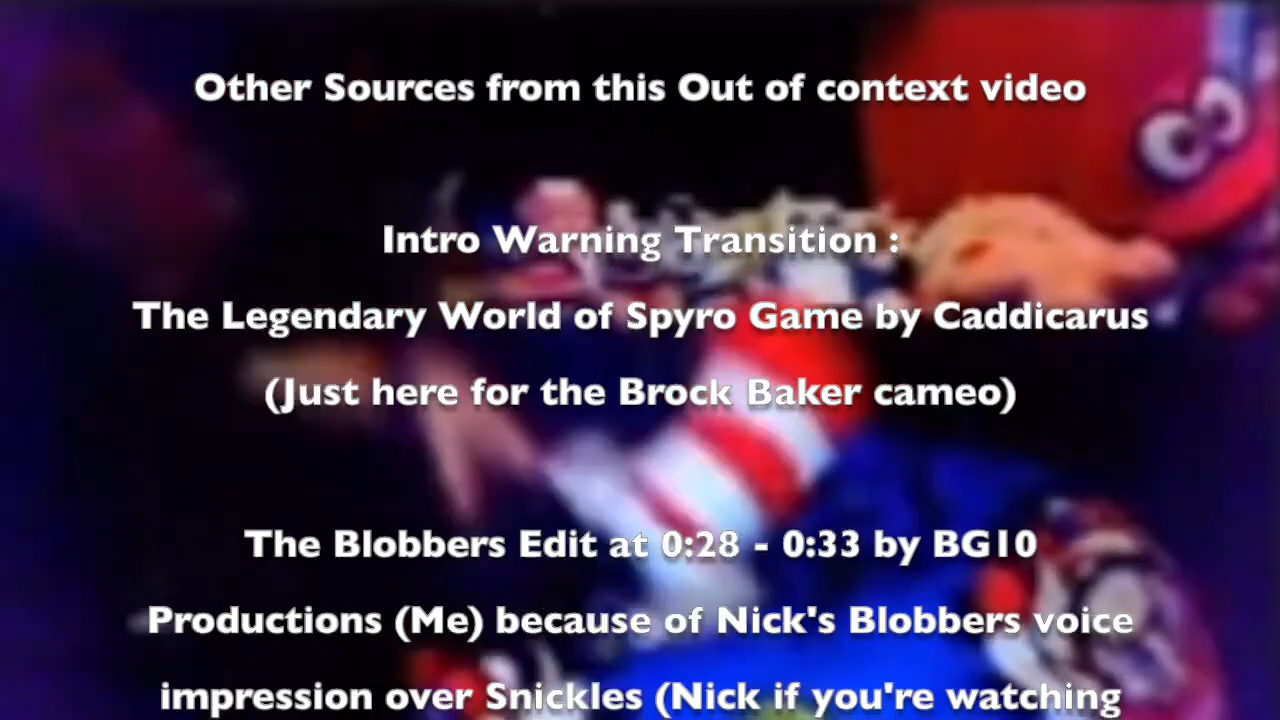 Other Sources from this Out of context video
Intro Warning Transition :
The Legendary World of Spyro Game by Caddicarus
(Just here for the Brock Baker cameo)
The Blobbers Edit at 0:28 - 0:33 by BG10
Productions (Me) because of Nick's Blobbers voice
impression over Snickles (Nick if you're watching